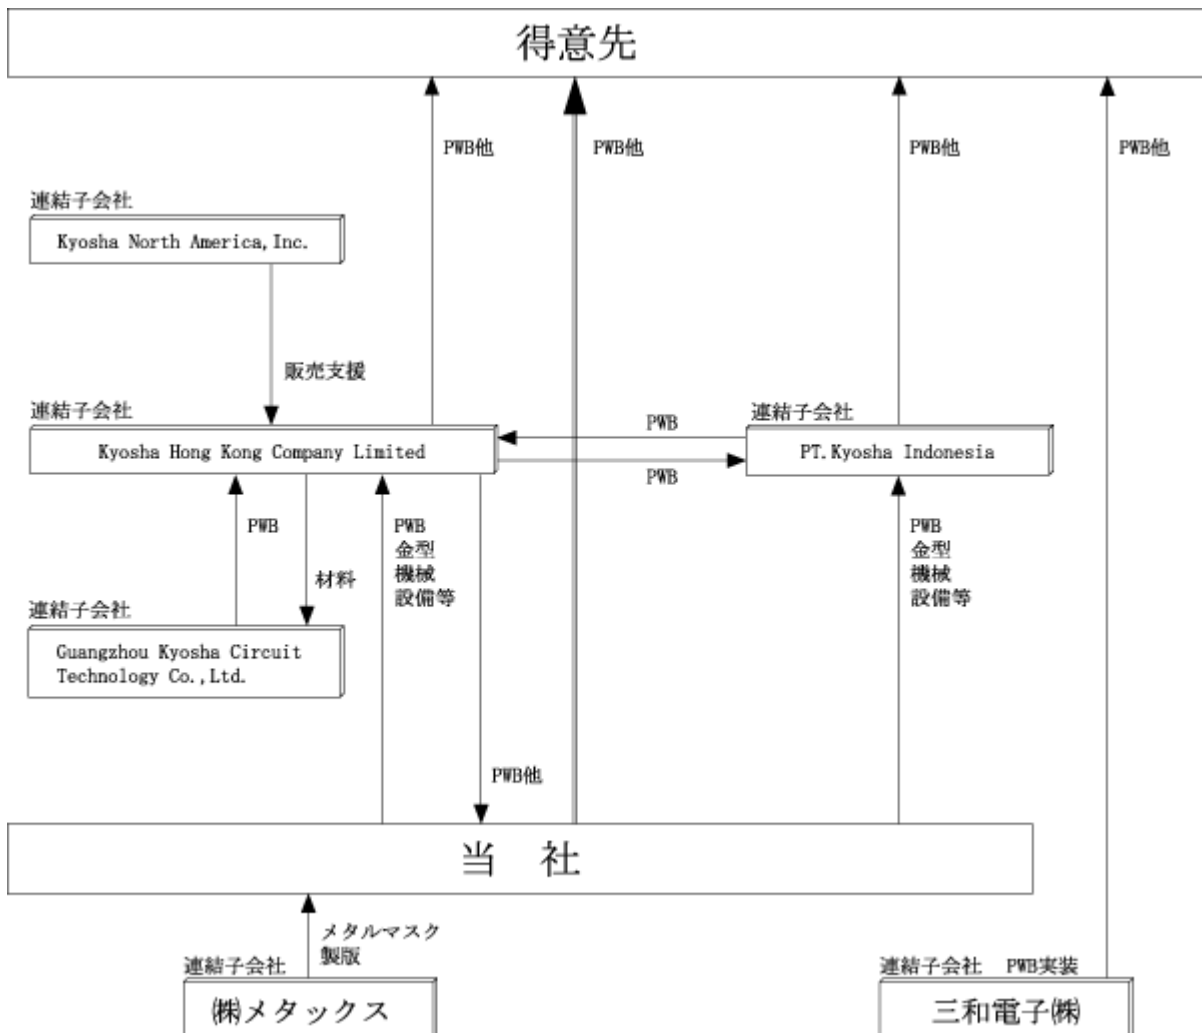 得意先
PWB他
PWB他
PWB他
PWB他
連結子会社
Kyosha North America,Inc.
販売支援
連結子会社
Kyosha Hong Kong Company Limited
PWB
PWB
連結子会社
PT.Kyosha Indonesia
PWB
材料
PWB
金型
機械
設備等
PWB
金型
機械
設備等
連結子会社
Guangzhou Kyosha Circuit
Technology Co.,Ltd.
PWB他
当 社
メタルマスク
製版
連結子会社
㈱メタックス
連結子会社 PWB実装
三和電子㈱